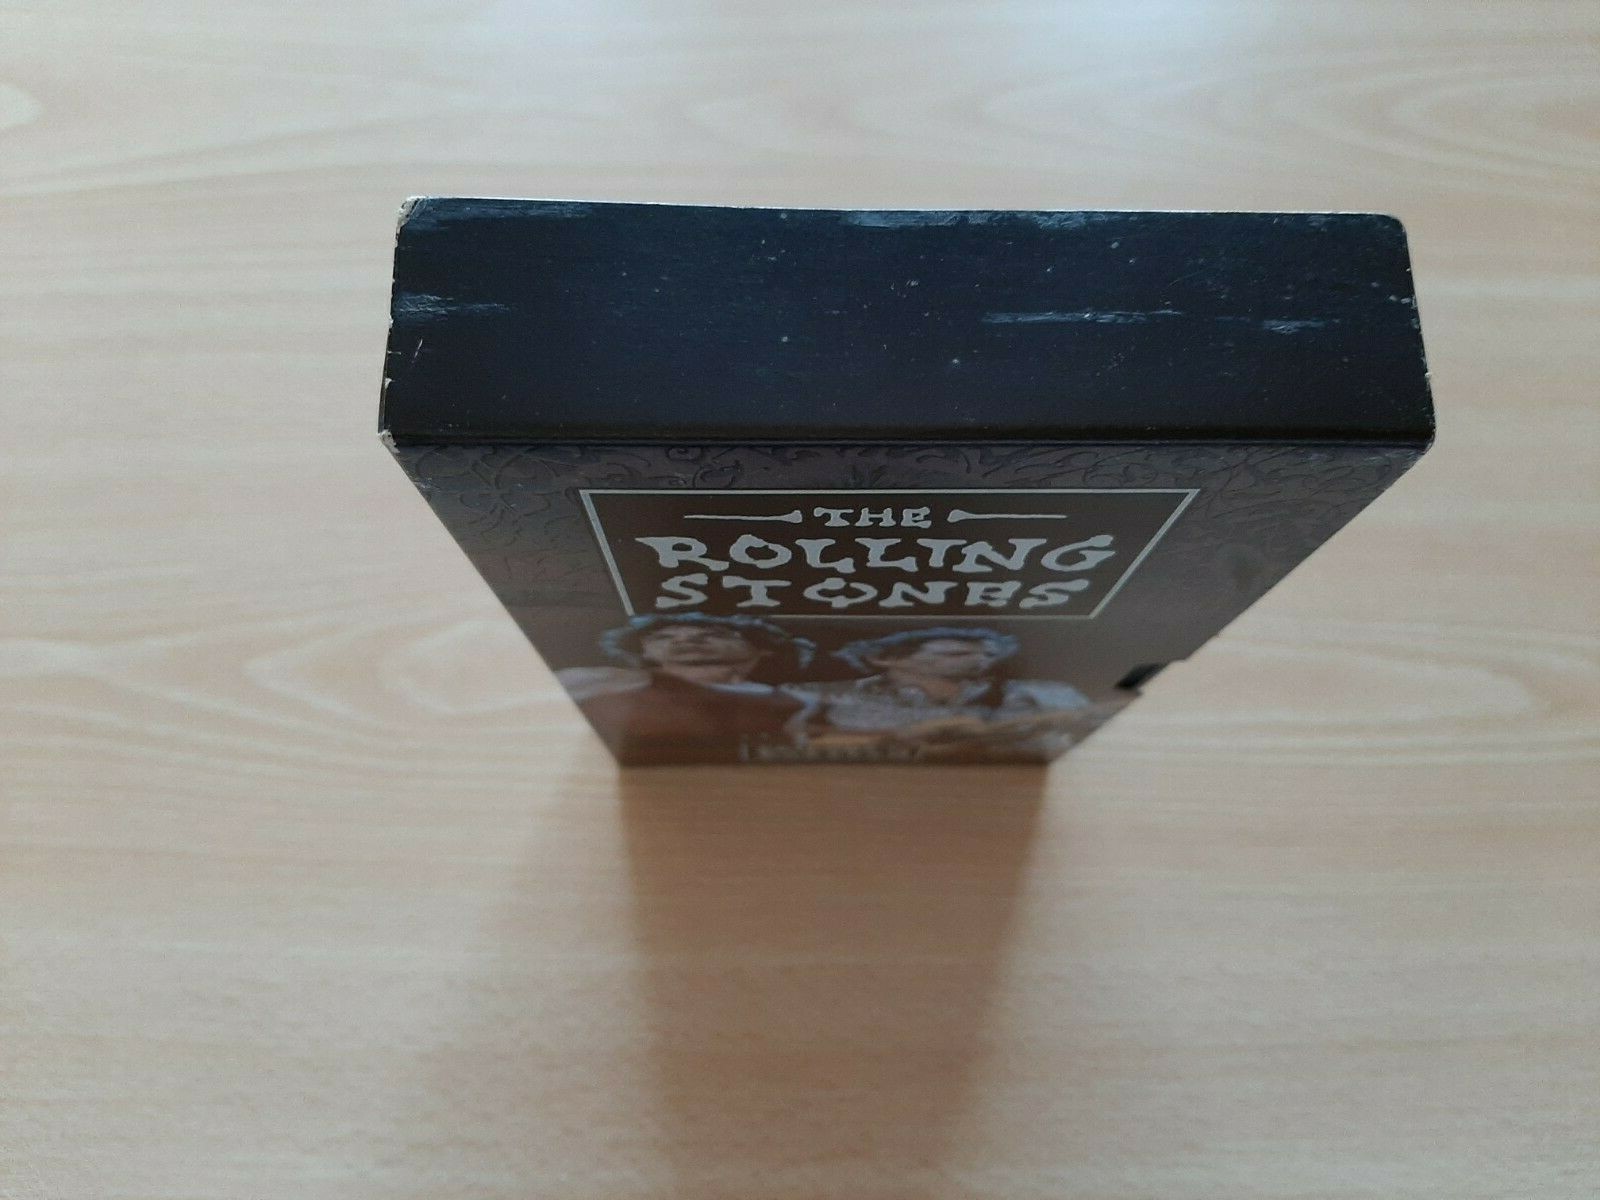 THE
ROLLING
STONES